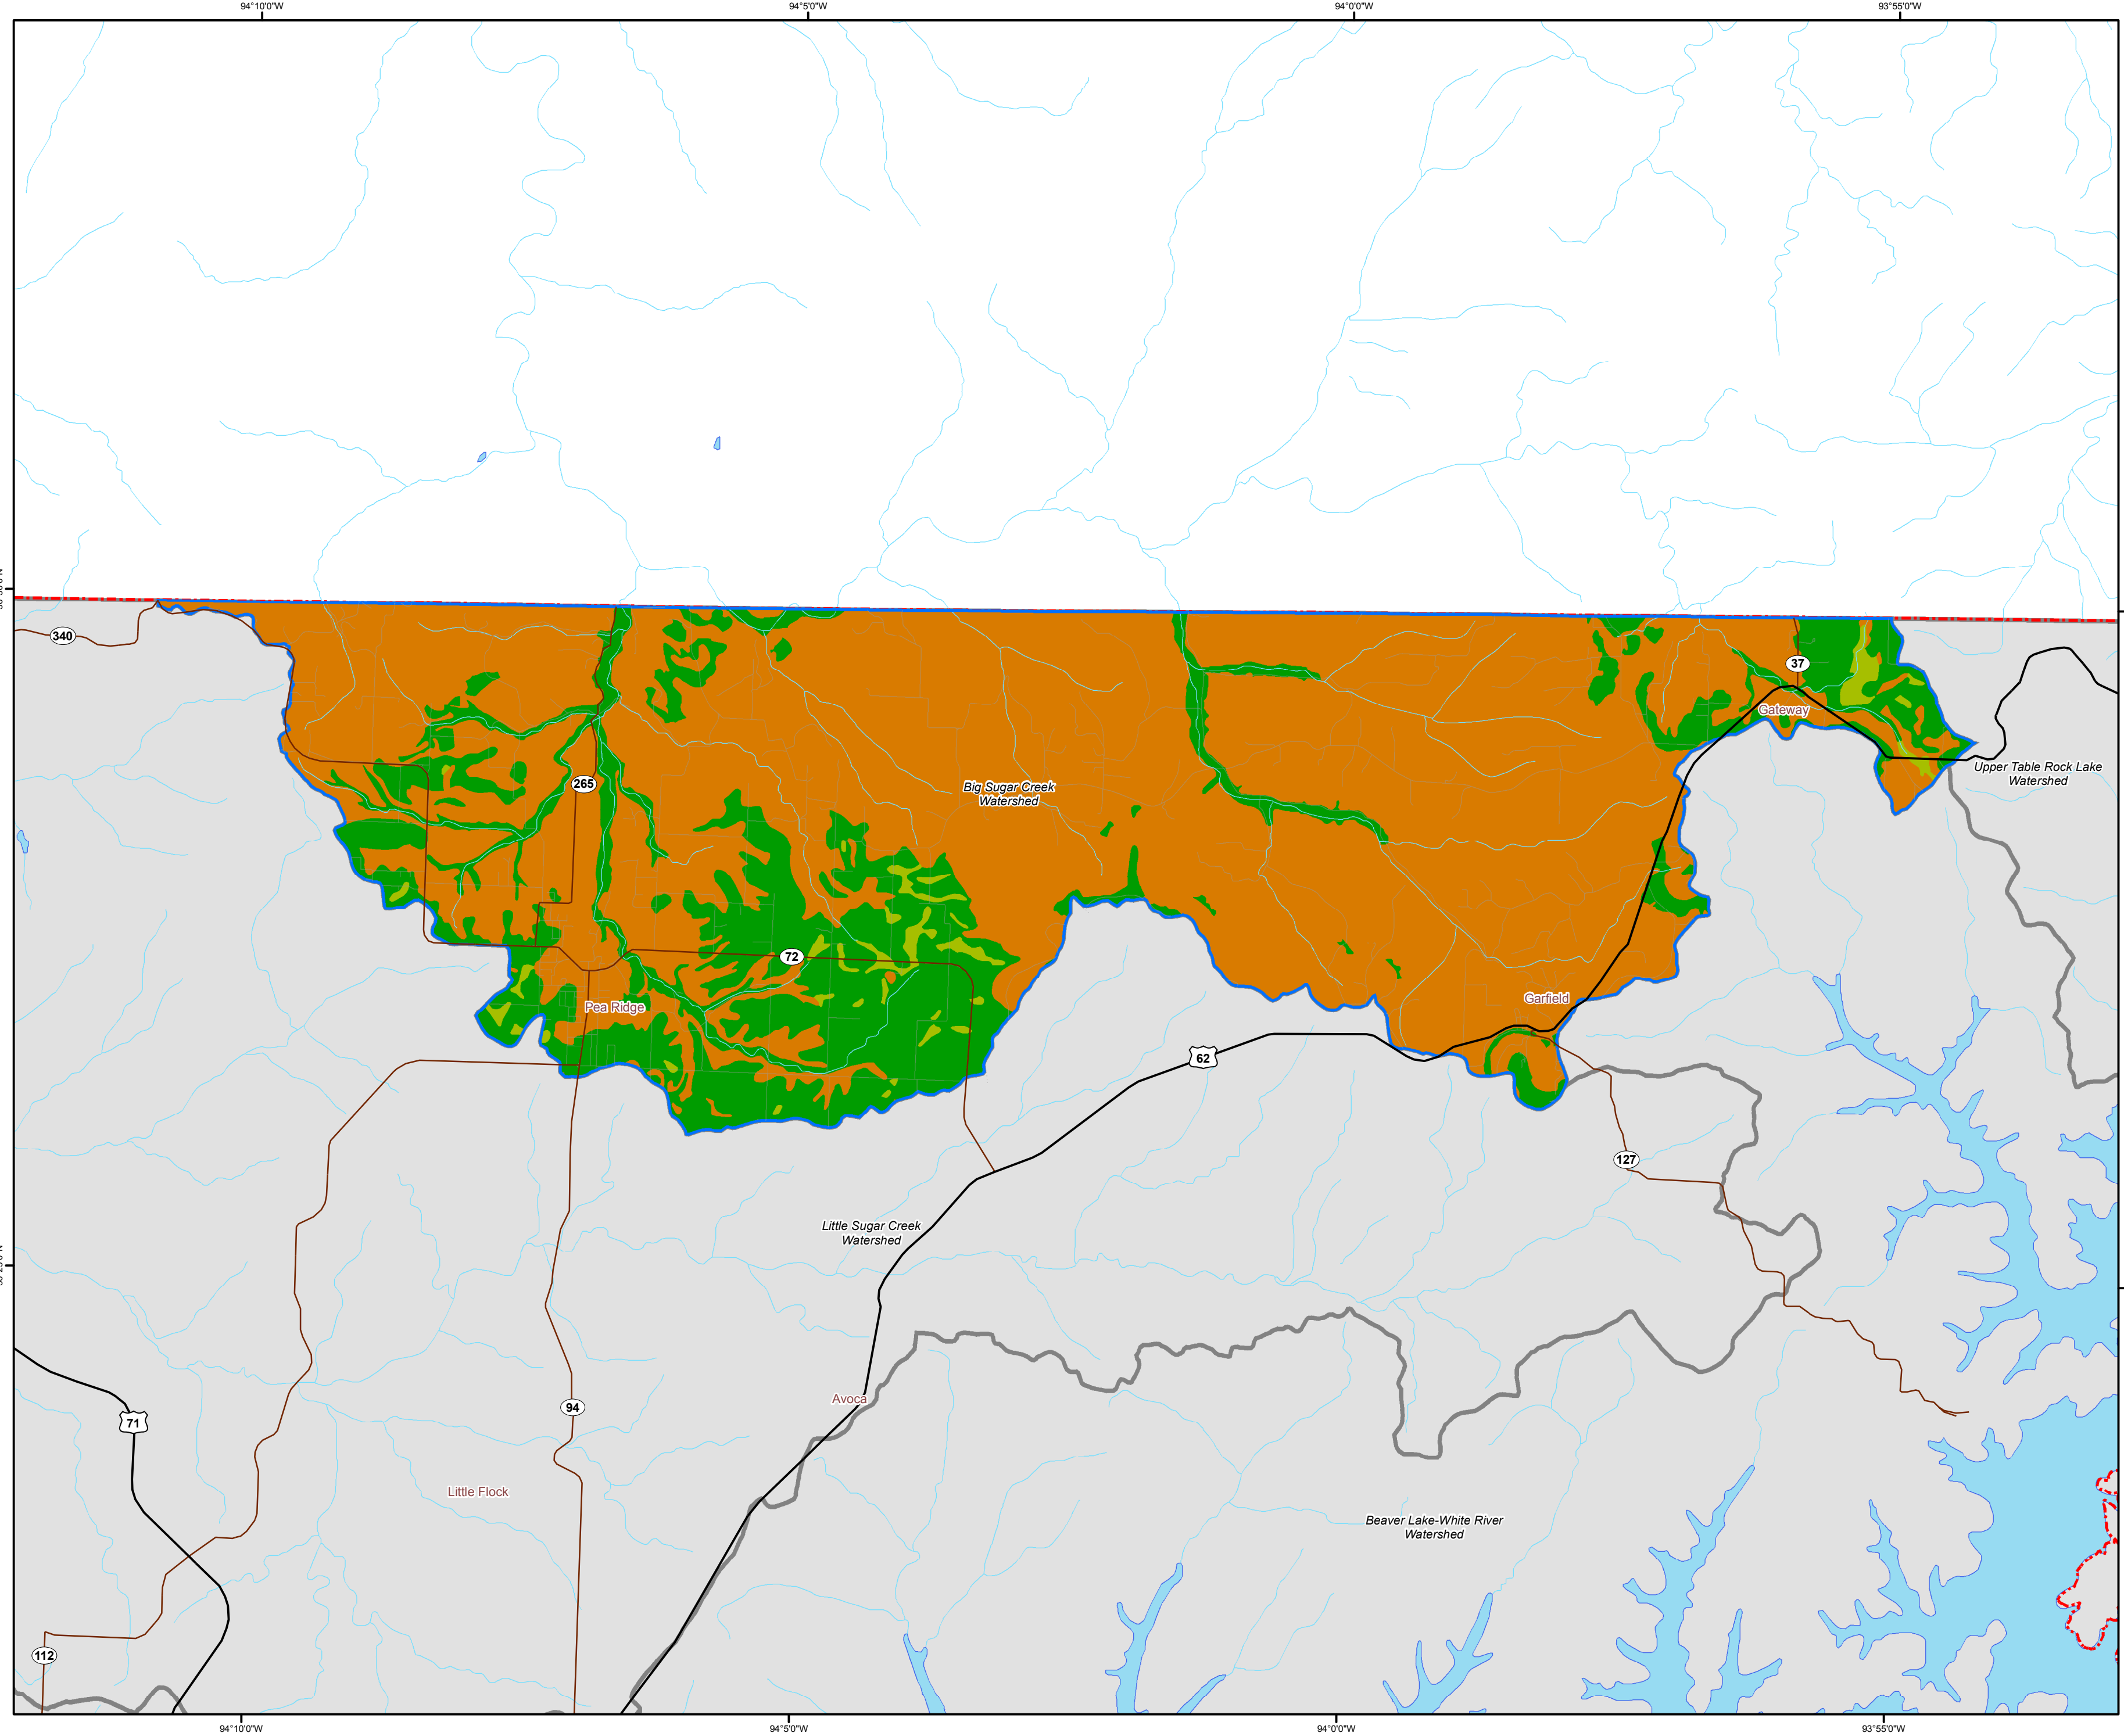 94°10'0"W
94°5'0"W
94°0'0"W
93°55'0"W
340
37
Gateway
265
Big Sugar Creek
Watershed
Upper Table Rock Lake
Watershed
72
Pea Ridge
Garfield
62
127
Little Sugar Creek
Watershed
Avoca
71
94
Little Flock
Beaver Lake-White River
Watershed
112
94°10'0"W
94°5'0"W
94°0'0"W
93°55'0"W